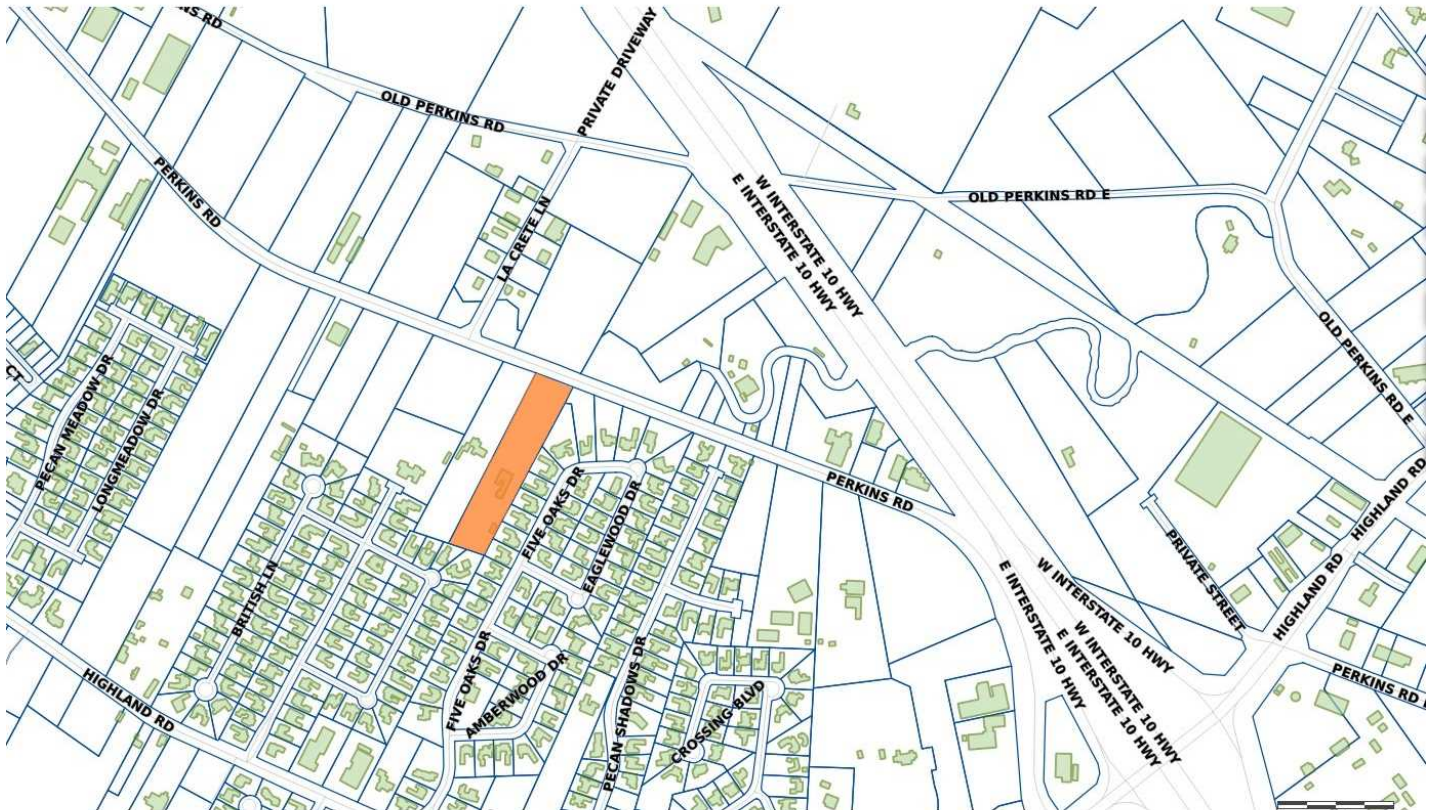 NS RD
OLD PERKINS RD
PRIVATE DRIVEWAY
PERKINS RD
LA CRETE LN
W INTERSTATE 10 HWY
E INTERSTATE 10 HWY
OLD PERKINS RD E
OLD PERKINS RD E
CT
PECAN MEADOW DR
LONGMEADOW DR
PERKINS RD
FIVE OAKS DR
EAGLEWOOD DR
BRITISH LN
HIGHLAND RD
PRIVATE STREET
HIGHLAND RD
W INTERSTATE 10 HWY
E INTERSTATE 10 HWY
W INTERSTATE 10 HWY
E INTERSTATE 10 HWY
FIVE OAKS DR
AMBERWOOD DR
PECAN SHADOWS DR
CROSSING BLVD
HIGHLAND RD
PERKINS RD